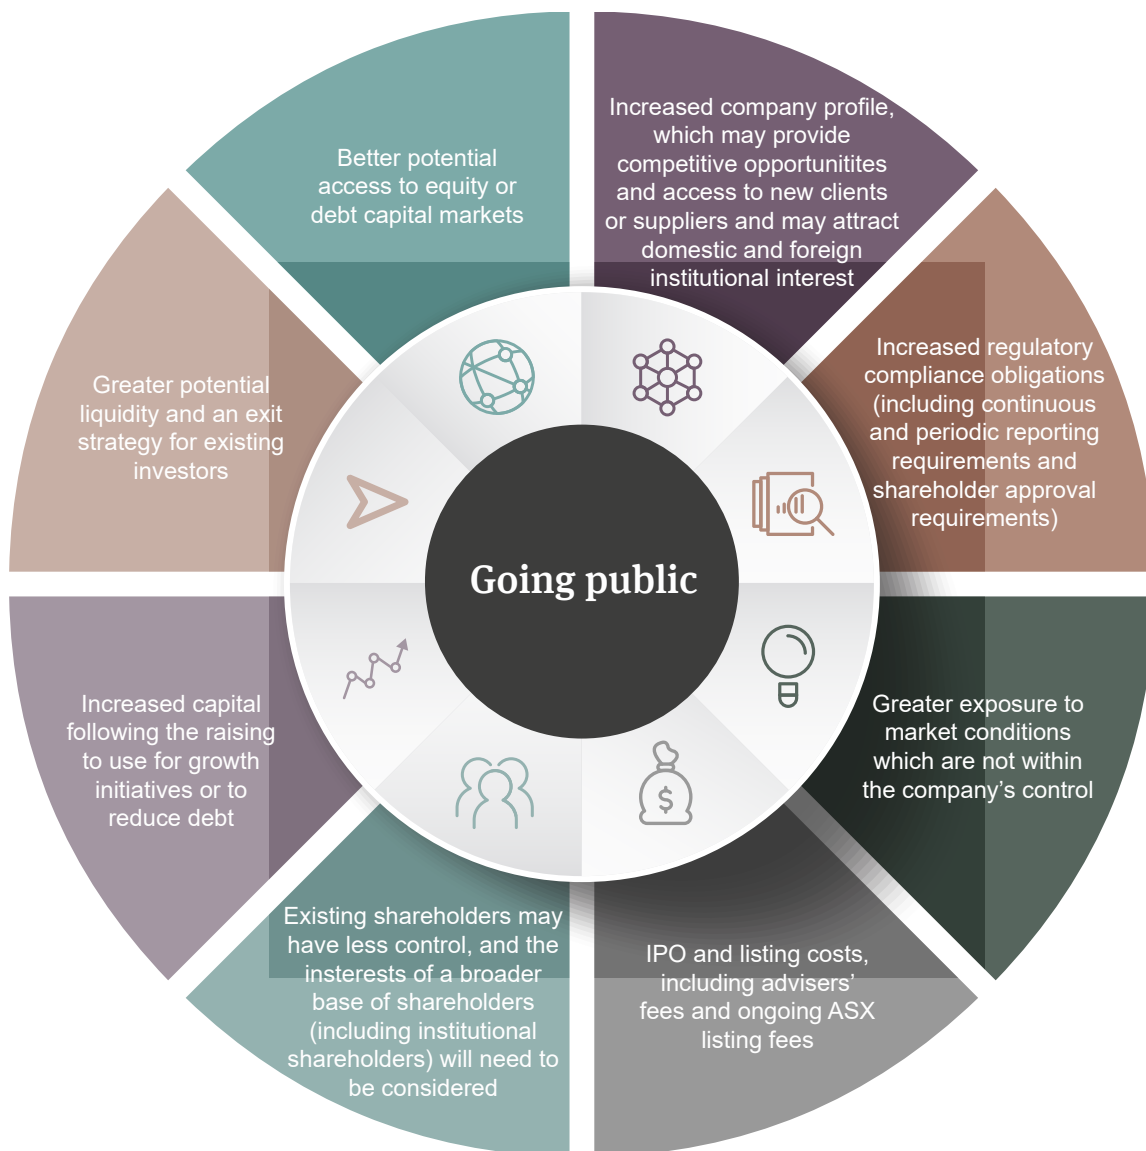 Increased company profile,
which may provide
competitive opportunitites
and access to new clients
or suppliers and may attract
domestic and foreign
institutional interest
Increased regulatory
compliance obligations
(including continuous
and periodic reporting
requirements and
shareholder approval
requirements)
Greater exposure to
market conditions
which are not within
the company’s control
IPO and listing costs,
including advisers’
fees and ongoing ASX
listing fees
Existing shareholders may
have less control, and the
insterests of a broader
base of shareholders
(including institutional
shareholders) will need to
be considered
Increased capital
following the raising
to use for growth
initiatives or to
reduce debt
Greater potential
liquidity and an exit
strategy for existing
investors
Better potential
access to equity or
debt capital markets
Going public
$